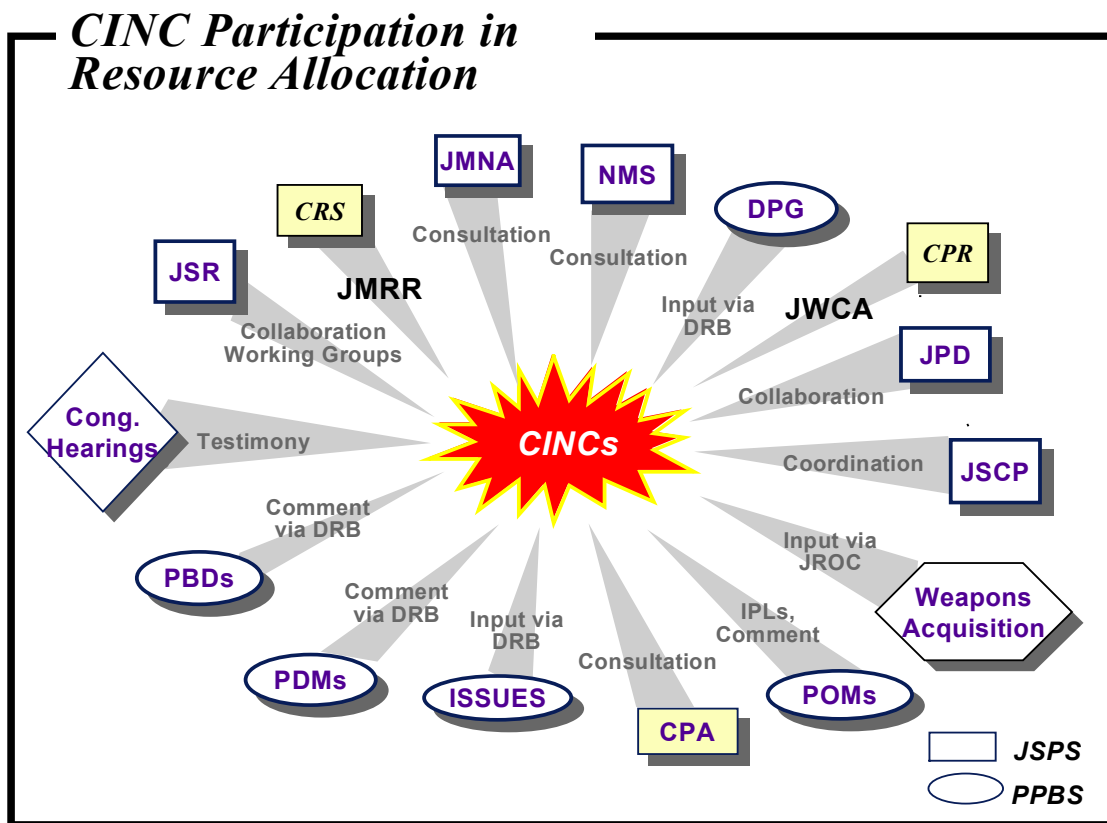 CINC Participation in
Resource Allocation
JMNA
NMS
DPG
CRS
CPR
JSR
Consultation
Consultation
JMRR
Input via
DRB
JWCA
Collaboration
Working Groups
JPD
Collaboration
Cong.
Hearings
Testimony
CINCs
Coordination
JSCP
Comment
via DRB
PBDs
Input via
JROC
Weapons
Acquisition
Comment
via DRB
PDMs
Input via
DRB
ISSUES
Consultation
CPA
IPLs,
Comment
POMs
JSPS
PPBS